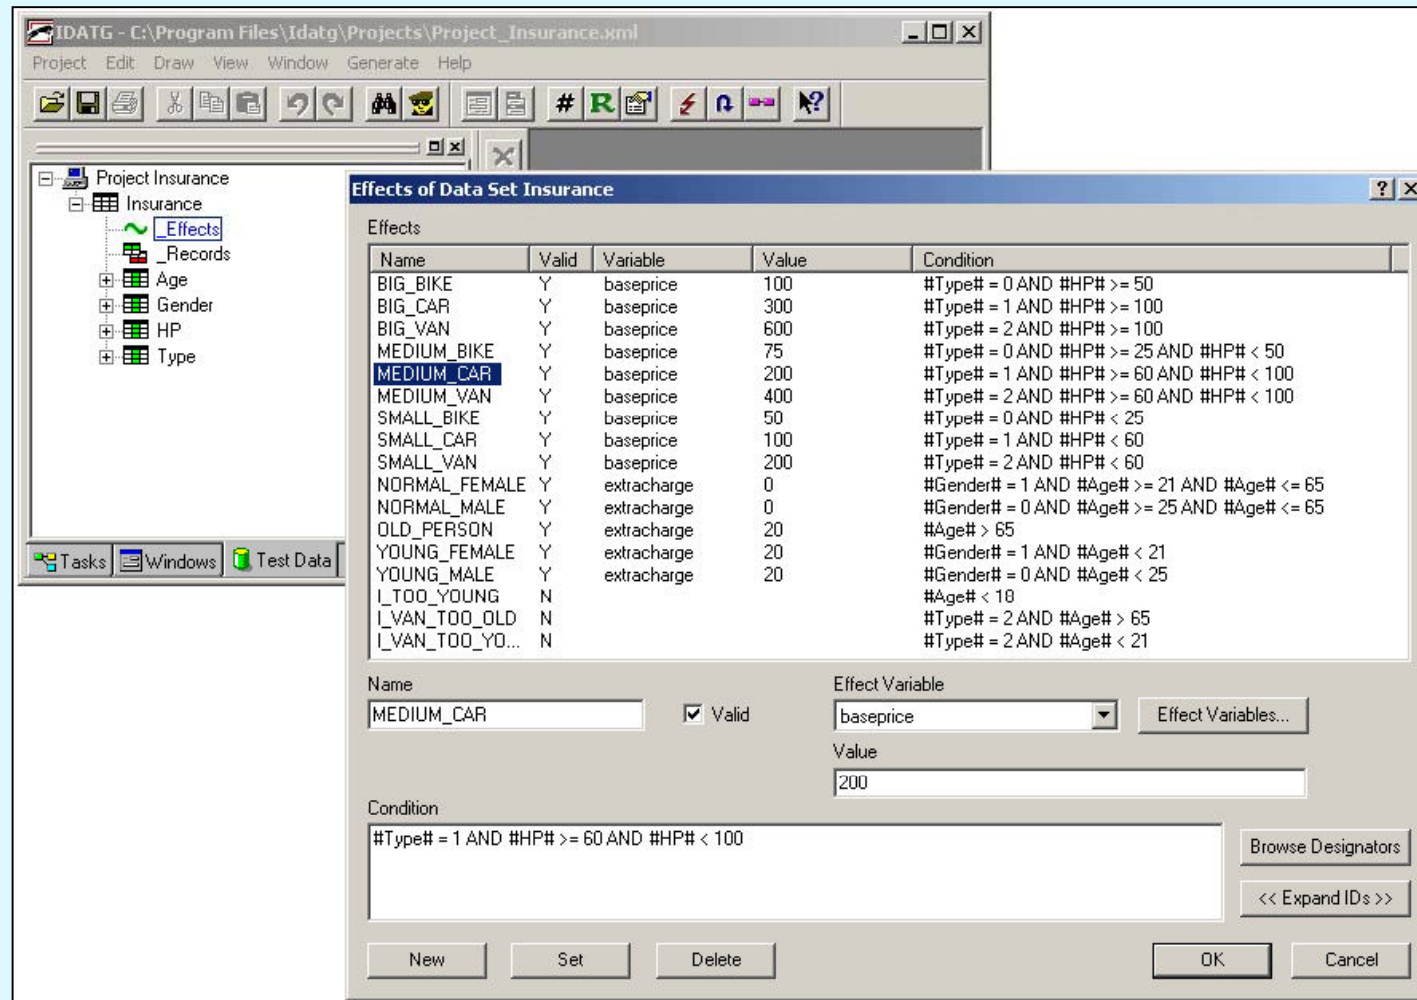 IDATG - C:\Program Files\Idatg\Projects\Project_Insurance.xml
Project Edit Draw View Window Generate Help
# R
Project Insurance
Insurance
_Effects
_Records
Age
Gender
HP
Type
Tasks Windows Test Data
Effects of Data Set Insurance
Effects
Name Valid Variable Value Condition
BIG_BIKE Y baseprice 100 #Type# = 0 AND #HP# >= 50
BIG_CAR Y baseprice 300 #Type# = 1 AND #HP# >= 100
BIG_VAN Y baseprice 600 #Type# = 2 AND #HP# >= 100
MEDIUM_BIKE Y baseprice 75 #Type# = 0 AND #HP# >= 25 AND #HP# < 50
MEDIUM_CAR Y baseprice 200 #Type# = 1 AND #HP# >= 60 AND #HP# < 100
MEDIUM_VAN Y baseprice 400 #Type# = 2 AND #HP# >= 60 AND #HP# < 100
SMALL_BIKE Y baseprice 50 #Type# = 0 AND #HP# < 25
SMALL_CAR Y baseprice 100 #Type# = 1 AND #HP# < 60
SMALL_VAN Y baseprice 200 #Type# = 2 AND #HP# < 60
NORMAL_FEMALE Y extracharge 0 #Gender# = 1 AND #Age# >= 21 AND #Age# <= 65
NORMAL_MALE Y extracharge 0 #Gender# = 0 AND #Age# >= 25 AND #Age# <= 65
OLD_PERSON Y extracharge 20 #Age# > 65
YOUNG_FEMALE Y extracharge 20 #Gender# = 1 AND #Age# < 21
YOUNG_MALE Y extracharge 20 #Gender# = 0 AND #Age# < 25
I_TOO_YOUNG N #Age# < 18
I_VAN_TOO_OLD N #Type# = 2 AND #Age# > 65
I_VAN_TOO_YO... N #Type# = 2 AND #Age# < 21
Name
MEDIUM_CAR
Valid
Effect Variable
baseprice
Effect Variables...
Value
200
Condition
#Type# = 1 AND #HP# >= 60 AND #HP# < 100
Browse Designators
<< Expand IDs >>
New Set Delete OK Cancel